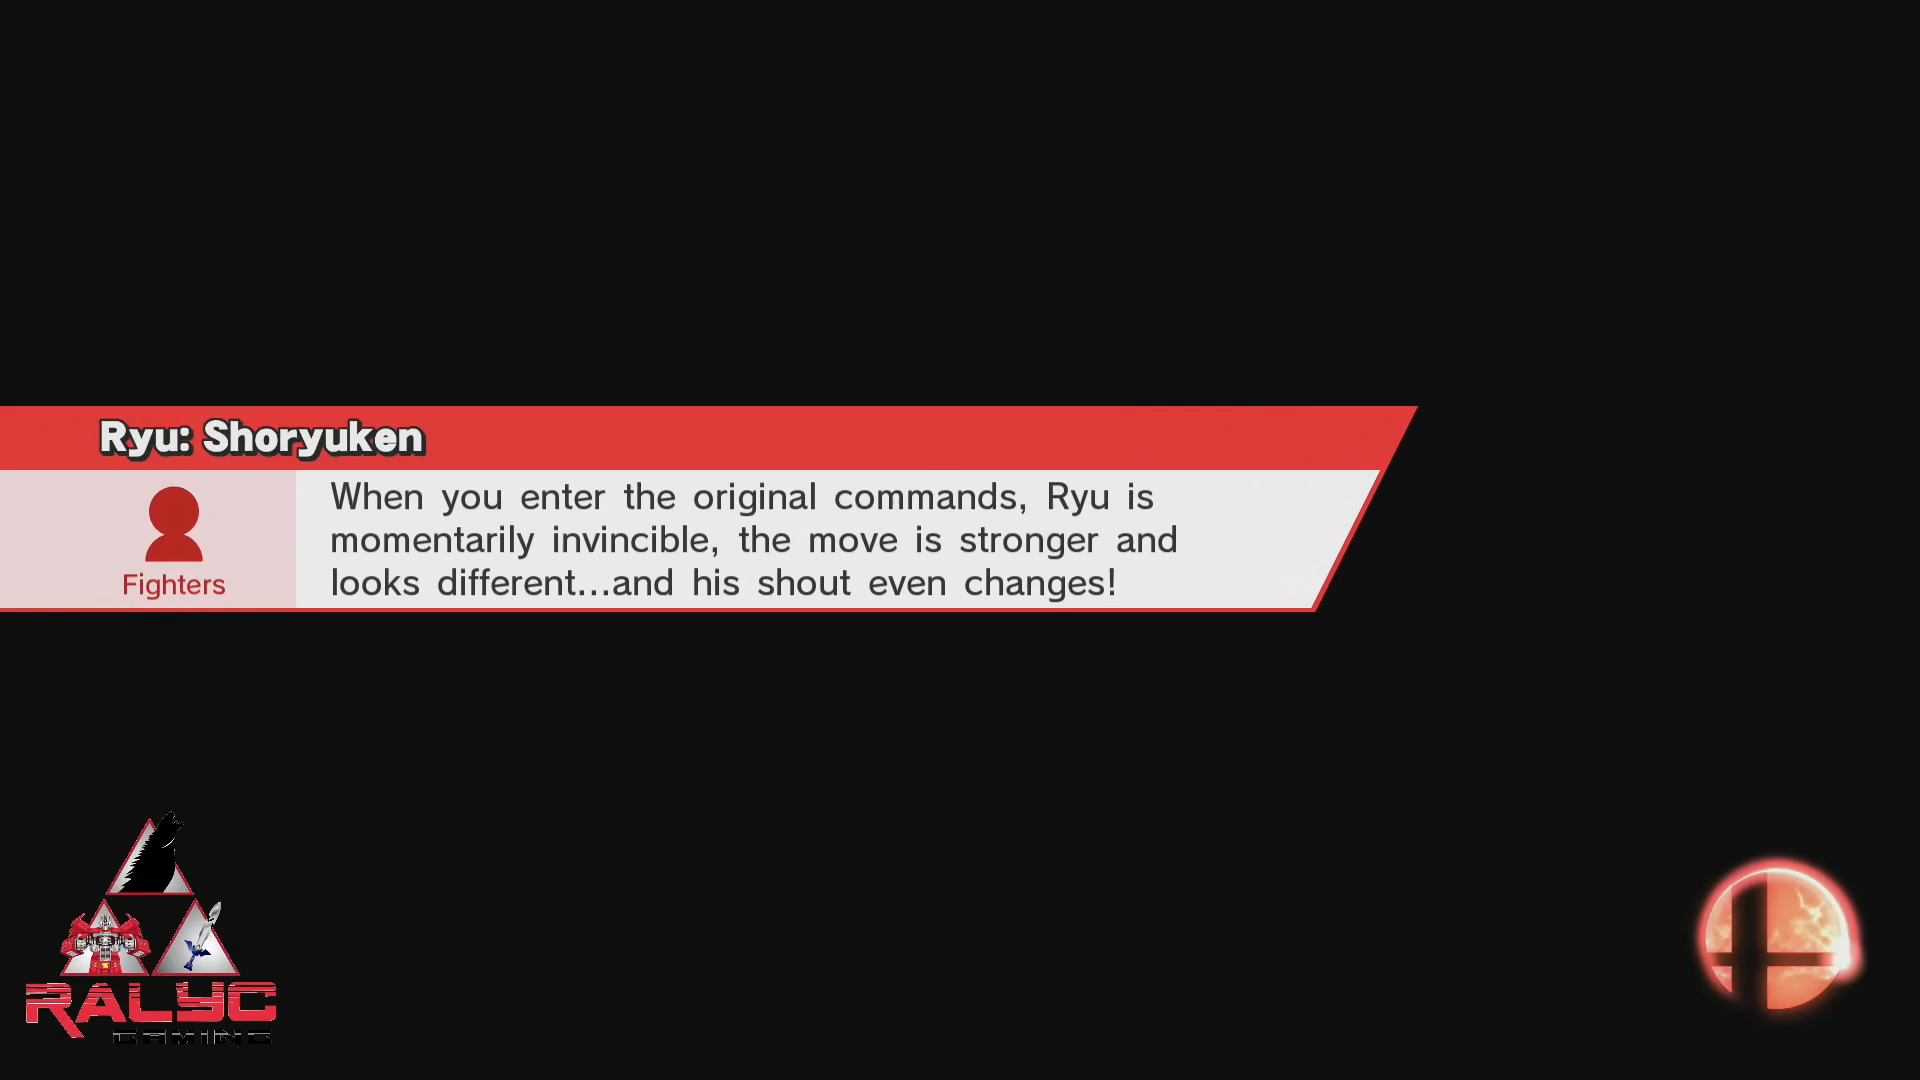 Ryu: Shoryuken
When you enter the original commands, Ryu is
momentarily invincible, the move is stronger and
looks different...and his shout even changes!
Fighters
RALYC
GAMING